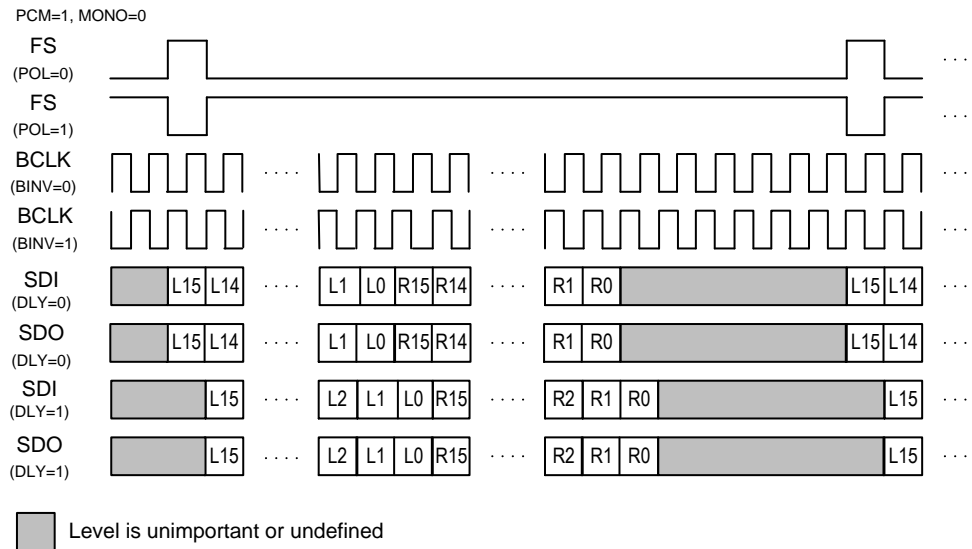 PCM=1, MONO=0
FS
(POL=0)
. . .
FS
(POL=1)
. . .
BCLK
(BINV=0)
. . . . . . . . . . .
BCLK
(BINV=1)
. . . . . . . . . . .
SDI
(DLY=0)
L15 L14 . . . . L1 L0 R15 R14 . . . . R1 R0 L15 L14 . . .
SDO
(DLY=0)
L15 L14 . . . . L1 L0 R15 R14 . . . . R1 R0 L15 L14 . . .
SDI
(DLY=1)
L15 . . . . L2 L1 L0 R15 . . . . R2 R1 R0 L15 . . .
SDO
(DLY=1)
L15 . . . . L2 L1 L0 R15 . . . . R2 R1 R0 L15 . . .
Level is unimportant or undefined